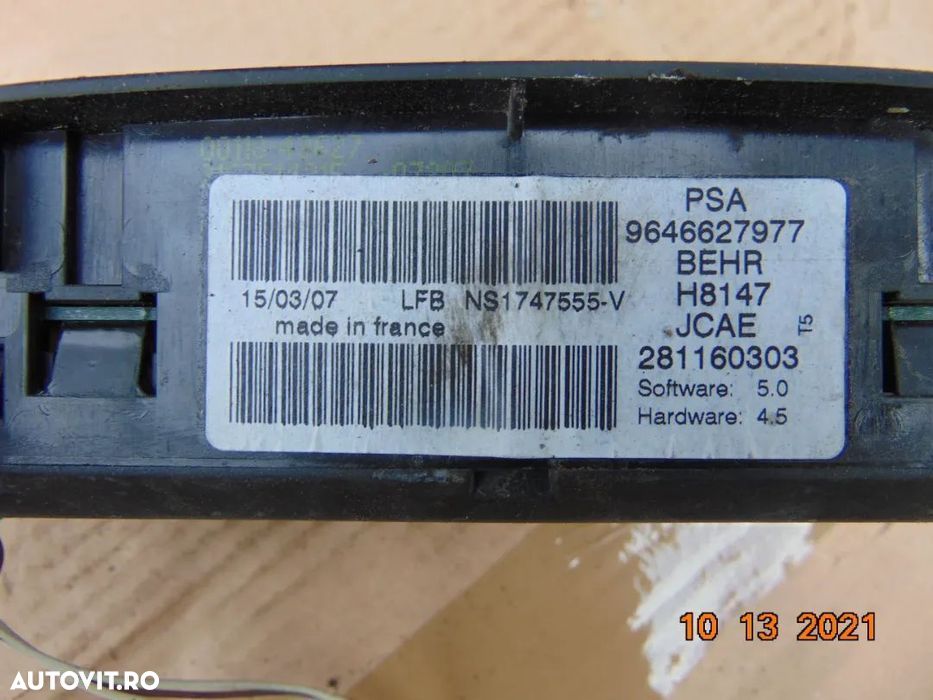 PSA
9646627977
BEHR
H8147
JCAE
T5
281160303
Software: 5.0
Hardware: 4.5
15/03/07 LFB NS1747555-V
made in france
10 13 2021
AUTOVIT.RO